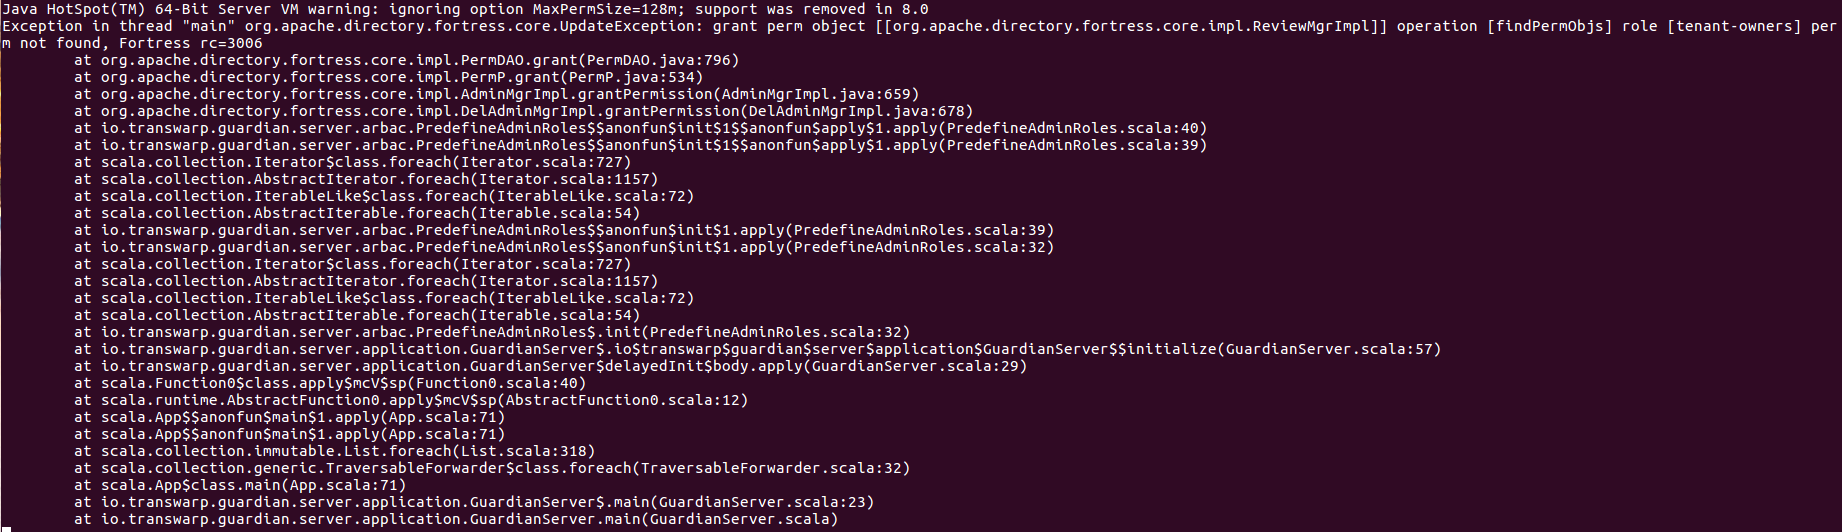 Java HotSpot(TM) 64-Bit Server VM warning: ignoring option MaxPermSize=128m; support was removed in 8.0
Exception in thread "main" org.apache.directory.fortress.core.UpdateException: grant perm object [[org.apache.directory.fortress.core.impl.ReviewMgrImpl]] operation [findPermObjs] role [tenant-owners] per
m not found, Fortress rc=3006
at org.apache.directory.fortress.core.impl.PermDAO.grant(PermDAO.java:796)
at org.apache.directory.fortress.core.impl.PermP.grant(PermP.java:534)
at org.apache.directory.fortress.core.impl.AdminMgrImpl.grantPermission(AdminMgrImpl.java:659)
at org.apache.directory.fortress.core.impl.DelAdminMgrImpl.grantPermission(DelAdminMgrImpl.java:678)
at io.transwarp.guardian.server.arbac.PredefineAdminRoles$$anonfun$init$1$$anonfun$apply$1.apply(PredefineAdminRoles.scala:40)
at io.transwarp.guardian.server.arbac.PredefineAdminRoles$$anonfun$init$1$$anonfun$apply$1.apply(PredefineAdminRoles.scala:39)
at scala.collection.Iterator$class.foreach(Iterator.scala:727)
at scala.collection.AbstractIterator.foreach(Iterator.scala:1157)
at scala.collection.IterableLike$class.foreach(IterableLike.scala:72)
at scala.collection.AbstractIterable.foreach(Iterable.scala:54)
at io.transwarp.guardian.server.arbac.PredefineAdminRoles$$anonfun$init$1.apply(PredefineAdminRoles.scala:39)
at io.transwarp.guardian.server.arbac.PredefineAdminRoles$$anonfun$init$1.apply(PredefineAdminRoles.scala:32)
at scala.collection.Iterator$class.foreach(Iterator.scala:727)
at scala.collection.AbstractIterator.foreach(Iterator.scala:1157)
at scala.collection.IterableLike$class.foreach(IterableLike.scala:72)
at scala.collection.AbstractIterable.foreach(Iterable.scala:54)
at io.transwarp.guardian.server.arbac.PredefineAdminRoles$.init(PredefineAdminRoles.scala:32)
at io.transwarp.guardian.server.application.GuardianServer$.io$transwarp$guardian$server$application$GuardianServer$$initialize(GuardianServer.scala:57)
at io.transwarp.guardian.server.application.GuardianServer$delayedInit$body.apply(GuardianServer.scala:29)
at scala.Function0$class.apply$mcV$sp(Function0.scala:40)
at scala.runtime.AbstractFunction0.apply$mcV$sp(AbstractFunction0.scala:12)
at scala.App$$anonfun$main$1.apply(App.scala:71)
at scala.App$$anonfun$main$1.apply(App.scala:71)
at scala.collection.immutable.List.foreach(List.scala:318)
at scala.collection.generic.TraversableForwarder$class.foreach(TraversableForwarder.scala:32)
at scala.App$class.main(App.scala:71)
at io.transwarp.guardian.server.application.GuardianServer$.main(GuardianServer.scala:23)
at io.transwarp.guardian.server.application.GuardianServer.main(GuardianServer.scala)